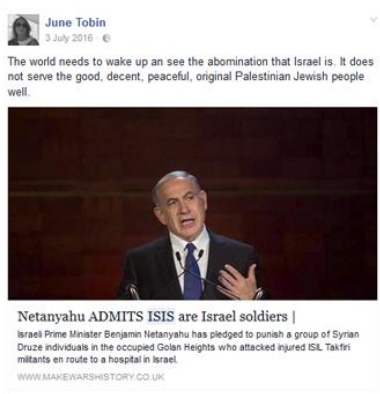 June Tobin
3 July 2016 ·
The world needs to wake up an see the abomination that Israel is. It does
not serve the good, decent, peaceful, original Palestinian Jewish people
well.
Netanyahu ADMITS ISIS are Israel soldiers |
Israeli Prime Minister Benjamin Netanyahu has pledged to punish a group of Syrian
Druze individuals in the occupied Golan Heights who attacked injured ISIL Takfiri
militants en route to a hospital in Israel.
WWW.MAKEWARSHISTORY.CO.UK